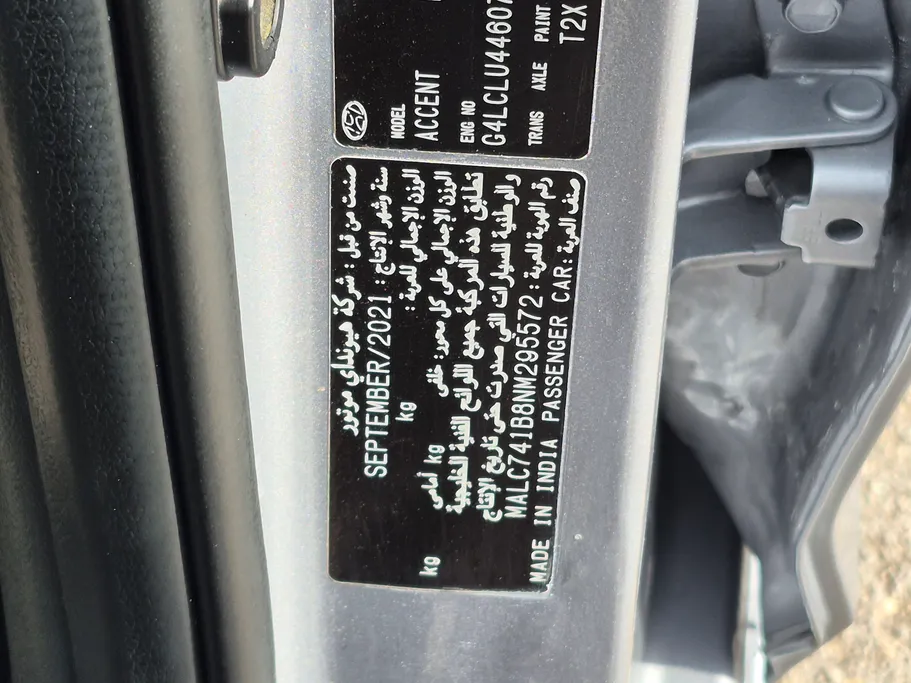 صنعت من قبل : شركة هيونداي موتور
سنة وشهر الإنتاج : SEPTEMBER/2021
الوزن الإجمالي للعربة : kg
الوزن الإجمالي على كل محور: خلفي kg أمامي kg
تطابق هذه المركبة جميع اللوائح الفنية الخليجية
والوطنية للسيارات التي صدرت حتى تاريخ الإنتاج
رقم الهوية للعربة : MALC741B8NM295572
صنف العربة: MADE IN INDIA PASSENGER CAR
MODEL
ACCENT
ENG NO
G4LCLU44607
TRANS AXLE PAINT
T2X